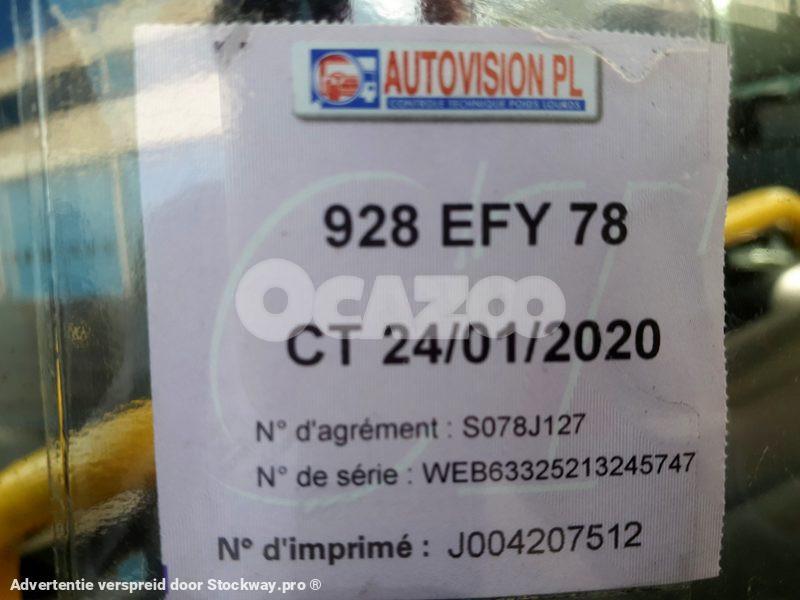 AUTOVISION PL
CONTROLE TECHNIQUE POIDS LOURDS
928 EFY 78
OCAZOO
CT 24/01/2020
N° d'agrément : S078J127
N° de série : WEB63325213245747
N° d'imprimé : J004207512
Advertentie verspreid door Stockway.pro ®